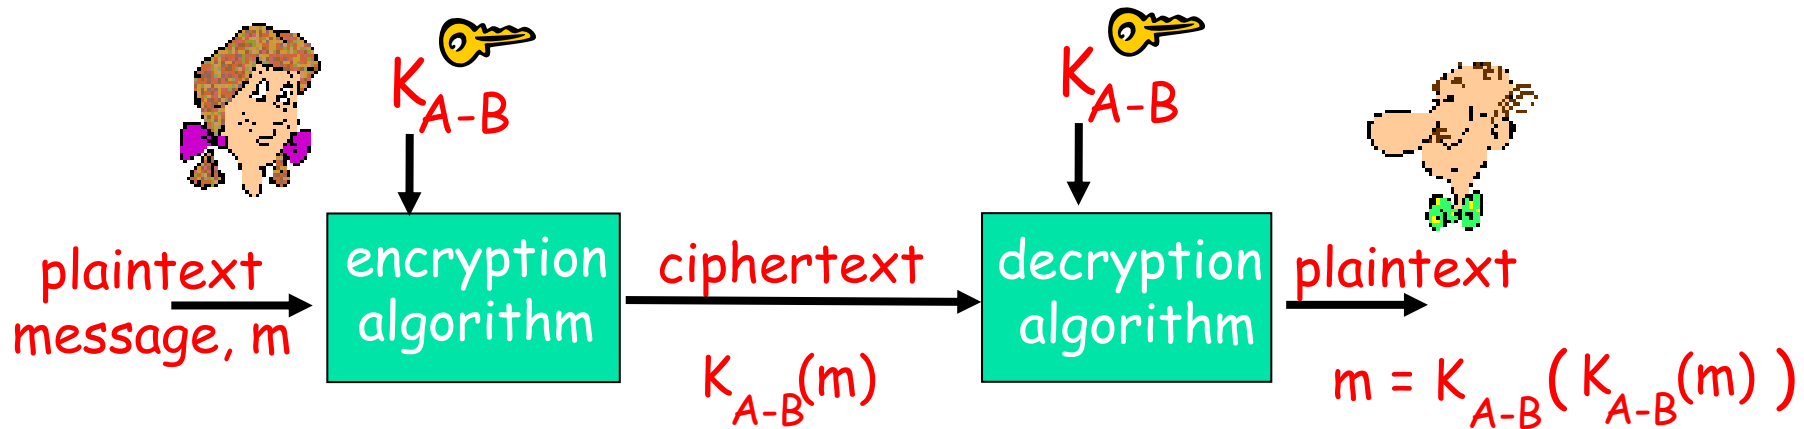 K A-B
K A-B
plaintext
message, m
encryption
algorithm
ciphertext
K A-B (m)
decryption
algorithm
plaintext
m = K A-B ( K A-B (m) )